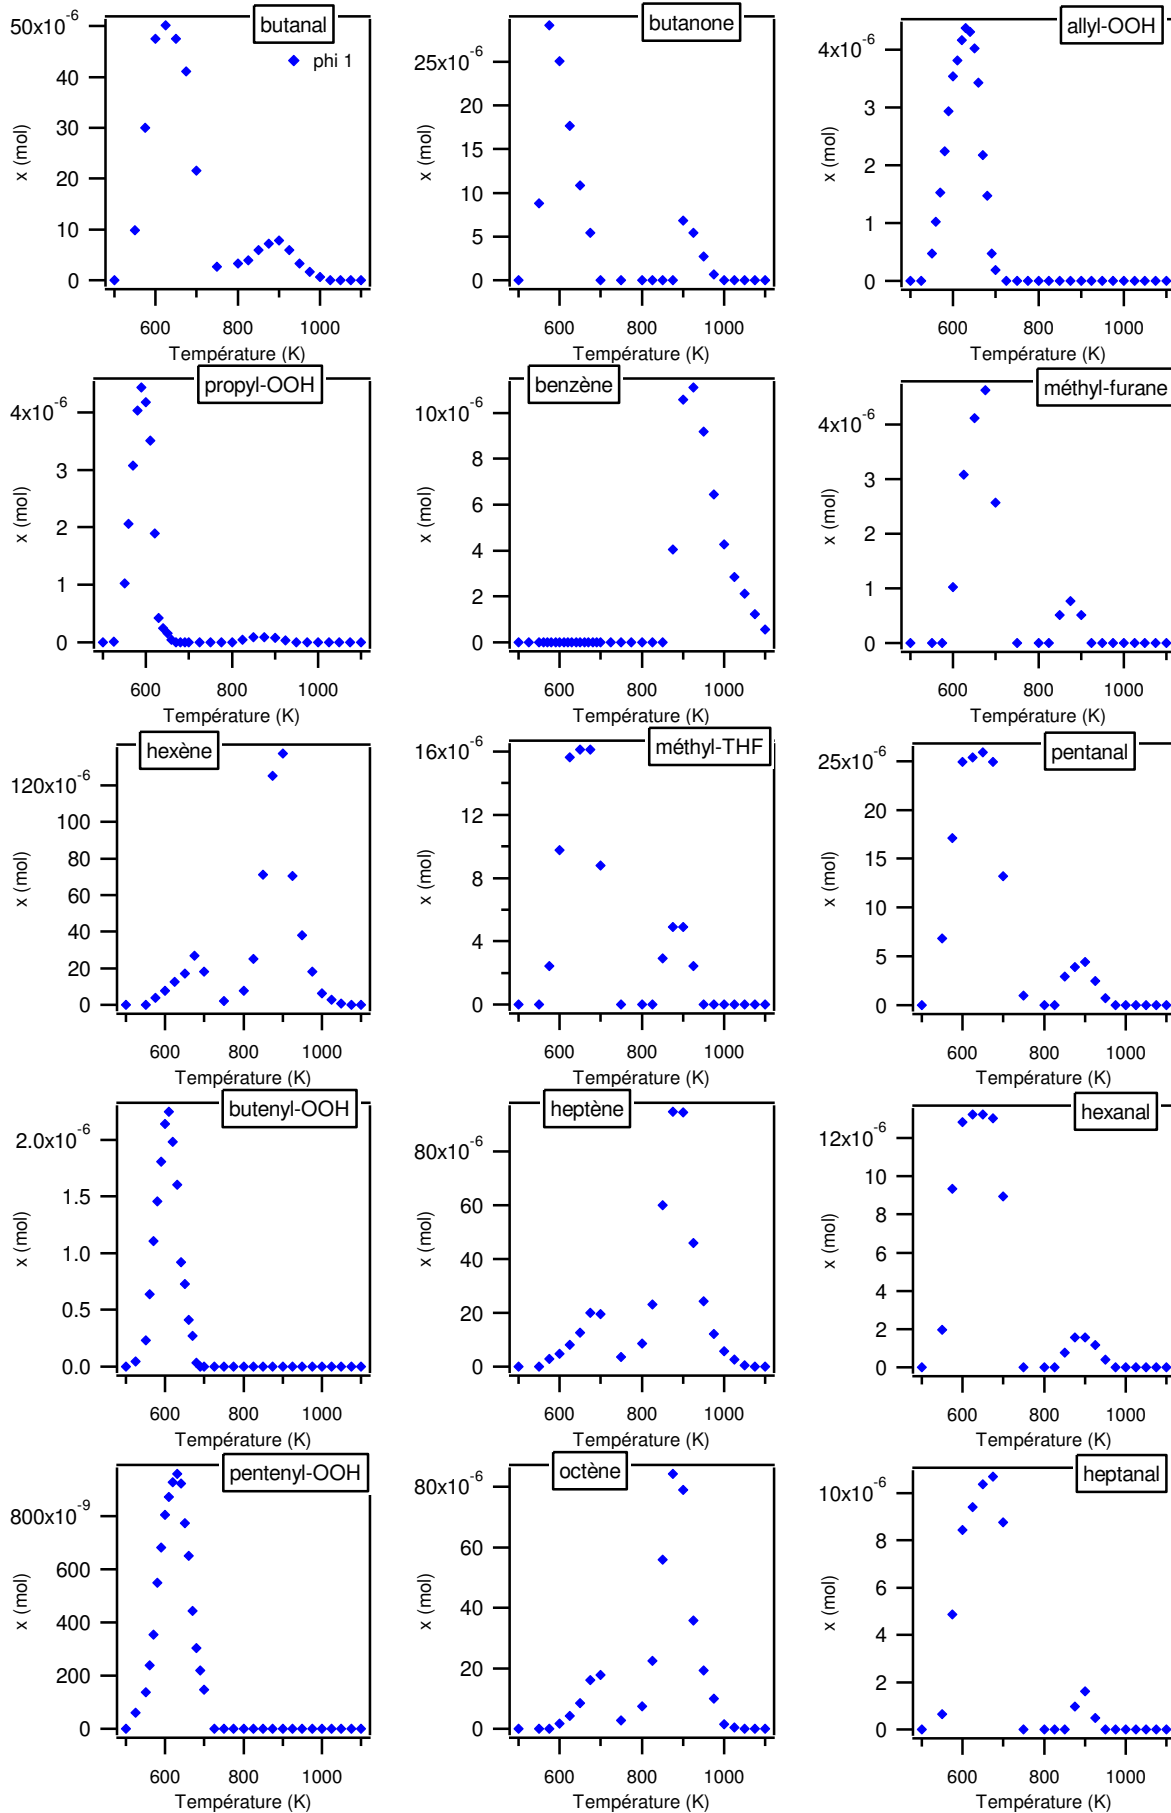 butanal
phi 1
50x10⁻⁶
40
30
20
10
0
x (mol)
600 800 1000
Température (K)
butanone
25x10⁻⁶
20
15
10
5
0
x (mol)
600 800 1000
Température (K)
allyl-OOH
4x10⁻⁶
3
2
1
0
x (mol)
600 800 1000
Température (K)
propyl-OOH
4x10⁻⁶
3
2
1
0
x (mol)
600 800 1000
Température (K)
benzène
10x10⁻⁶
8
6
4
2
0
x (mol)
600 800 1000
Température (K)
méthyl-furane
4x10⁻⁶
3
2
1
0
x (mol)
600 800 1000
Température (K)
hexène
120x10⁻⁶
100
80
60
40
20
0
x (mol)
600 800 1000
Température (K)
méthyl-THF
16x10⁻⁶
12
8
4
0
x (mol)
600 800 1000
Température (K)
pentanal
25x10⁻⁶
20
15
10
5
0
x (mol)
600 800 1000
Température (K)
butenyl-OOH
2.0x10⁻⁶
1.5
1.0
0.5
0.0
x (mol)
600 800 1000
Température (K)
heptène
80x10⁻⁶
60
40
20
0
x (mol)
600 800 1000
Température (K)
hexanal
12x10⁻⁶
10
8
6
4
2
0
x (mol)
600 800 1000
Température (K)
pentenyl-OOH
800x10⁻⁹
600
400
200
0
x (mol)
600 800 1000
Température (K)
octène
80x10⁻⁶
60
40
20
0
x (mol)
600 800 1000
Température (K)
heptanal
10x10⁻⁶
8
6
4
2
0
x (mol)
600 800 1000
Température (K)